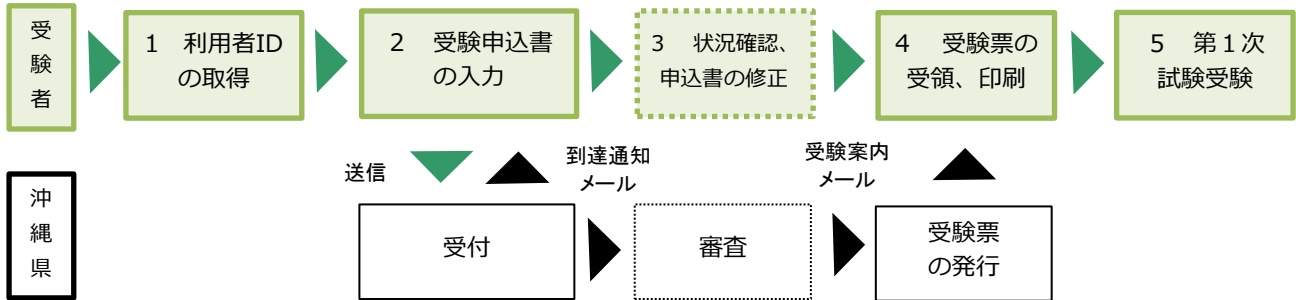 受
験
者
1　利用者ID
の取得
2　受験申込書
の入力
3　状況確認、
申込書の修正
4　受験票の
受領、印刷
5　第１次
試験受験
送信
到達通知
メール
受験案内
メール
沖
縄
県
受付
審査
受験票
の発行